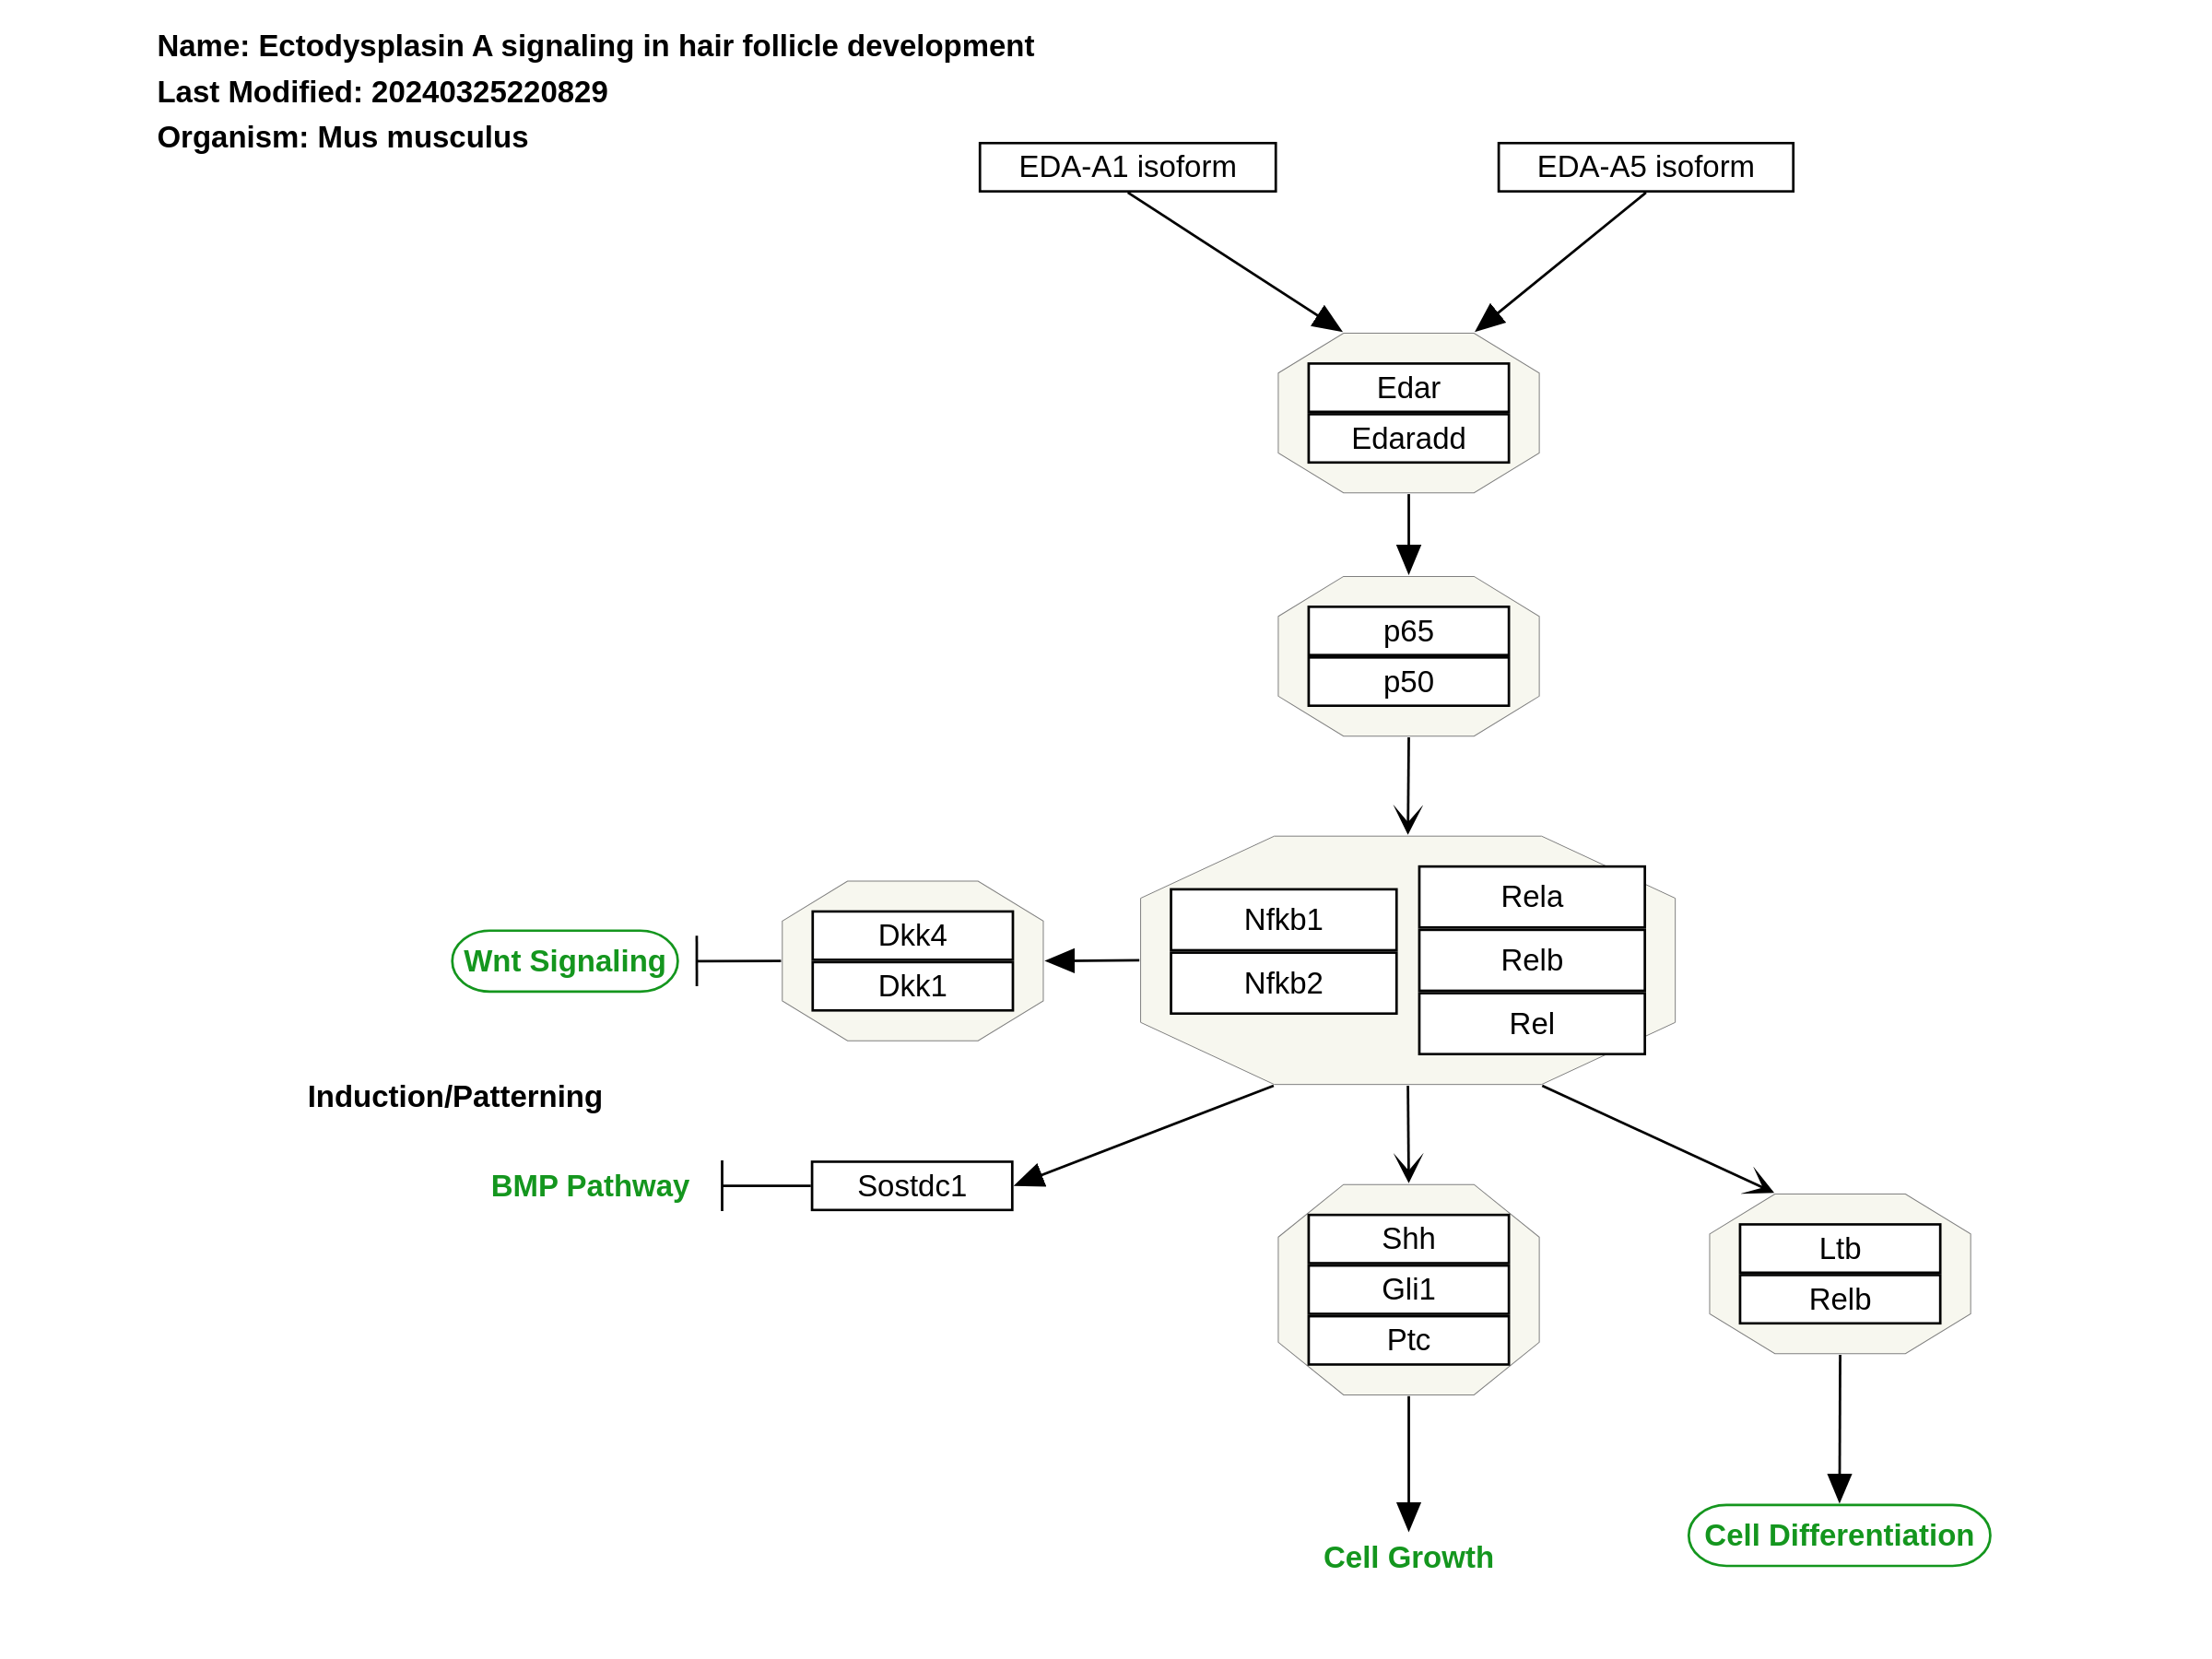 Name: Ectodysplasin A signaling in hair follicle development
Last Modified: 20240325220829
Organism: Mus musculus
EDA-A1 isoform
EDA-A5 isoform
Edar
Edaradd
p65
p50
Nfkb1
Nfkb2
Rela
Relb
Rel
Dkk4
Dkk1
Wnt Signaling
Induction/Patterning
BMP Pathway
Sostdc1
Shh
Gli1
Ptc
Ltb
Relb
Cell Growth
Cell Differentiation